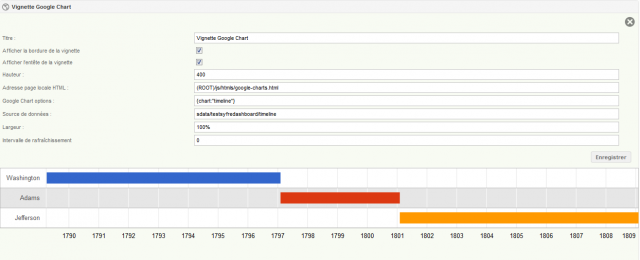 Vignette Google Chart
Titre :
Vignette Google Chart
Afficher la bordure de la vignette
Afficher l'entête de la vignette
Hauteur :
400
Adresse page locale HTML :
(ROOT)/js/htmls/google-charts.html
Google Chart options :
{chart:"timeline"}
Source de données :
adata/testsyfredashboard/timeline
Largeur :
100%
Intervalle de rafraîchissement
0
Enregistrer
Washington
Adams
Jefferson
1790 1791 1792 1793 1794 1795 1796 1797 1798 1799 1800 1801 1802 1803 1804 1805 1806 1807 1808 1809